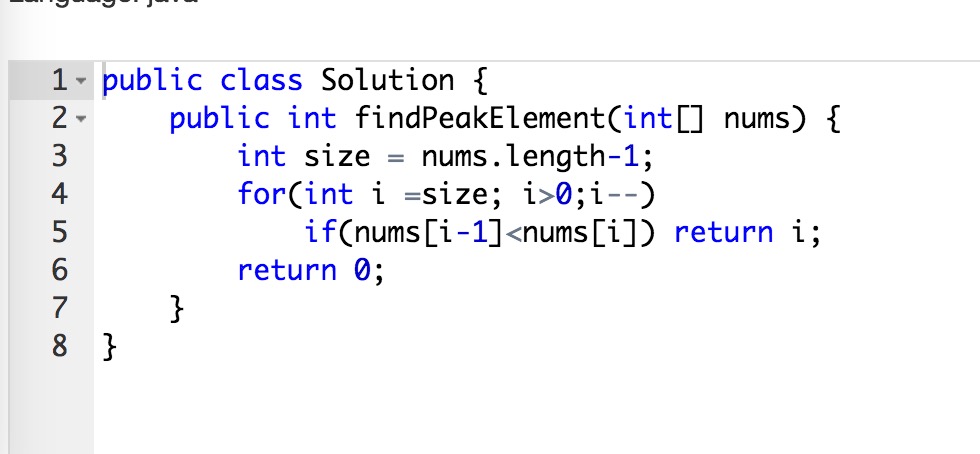 Language: java
1 public class Solution {
2     public int findPeakElement(int[] nums) {
3         int size = nums.length-1;
4         for(int i =size; i>0;i--)
5             if(nums[i-1]<nums[i]) return i;
6         return 0;
7     }
8 }